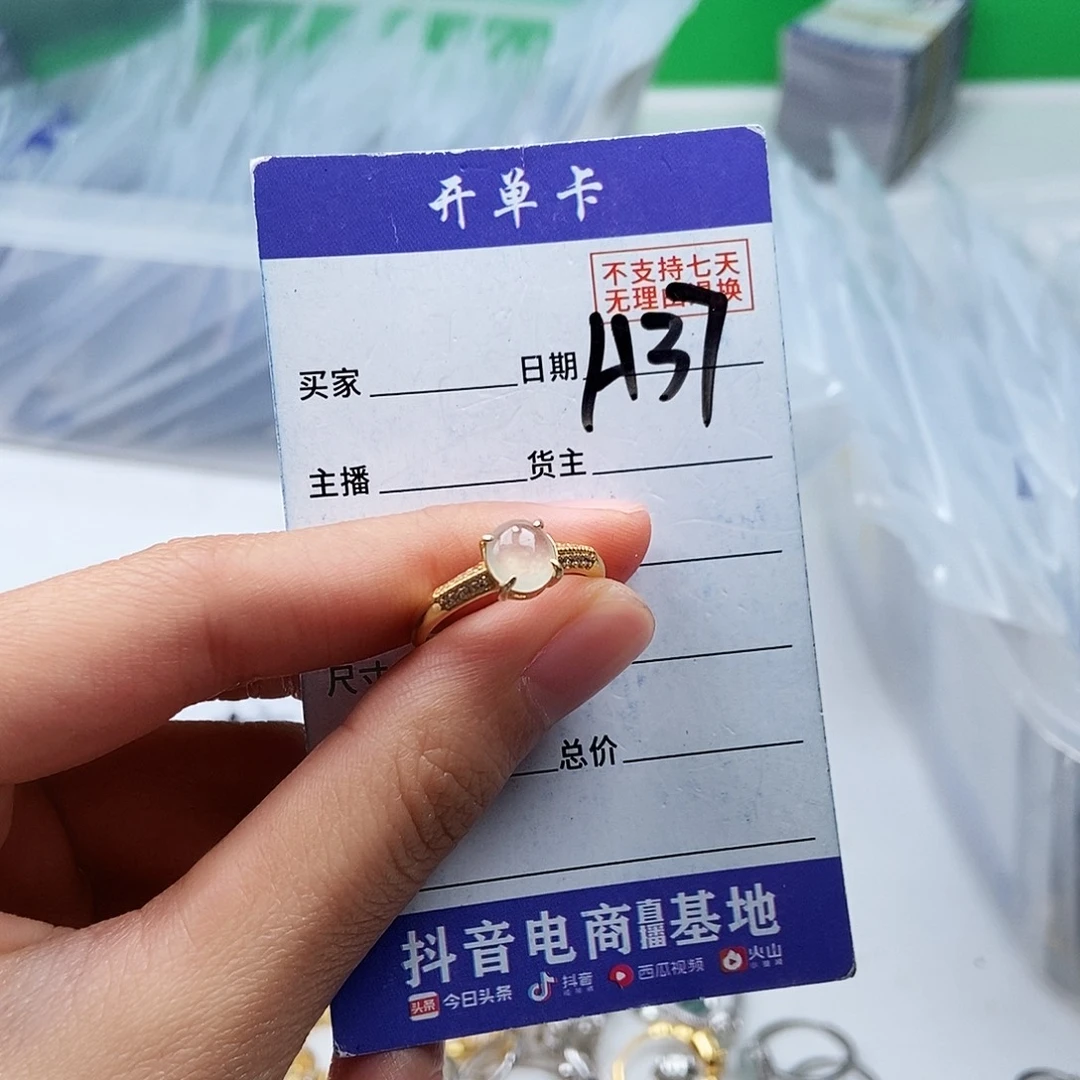 开单卡
不支持七天
无理由退换
A37
买家 日期
主播 货主
尺寸
总价
抖音电商直播基地
头条 今日头条 抖音 西瓜视频 火山